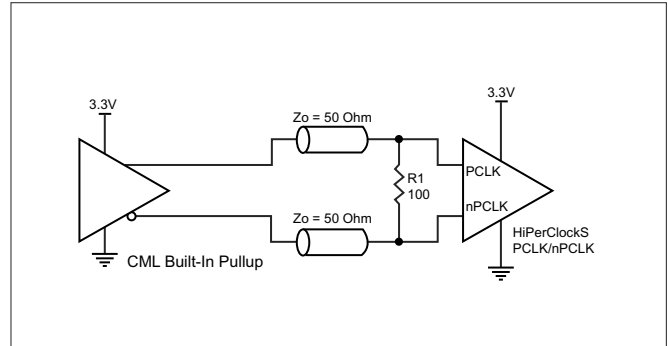 3.3V
3.3V
Zo = 50 Ohm
PCLK
R1
100
nPCLK
Zo = 50 Ohm
HiPerClockS
PCLK/nPCLK
CML Built-In Pullup